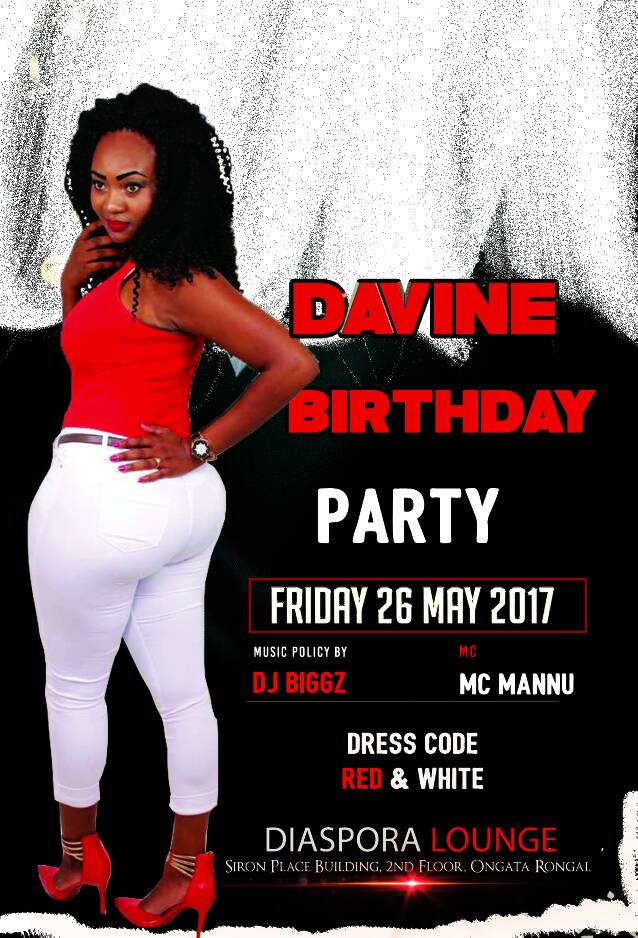 DAVINE
BIRTHDAY
PARTY
FRIDAY 26 MAY 2017
MUSIC POLICY BY
DJ BIGGZ
MC
MC MANNU
DRESS CODE
RED & WHITE
DIASPORA LOUNGE
SIRON PLACE BUILDING, 2ND FLOOR, ONGATA RONGAI.